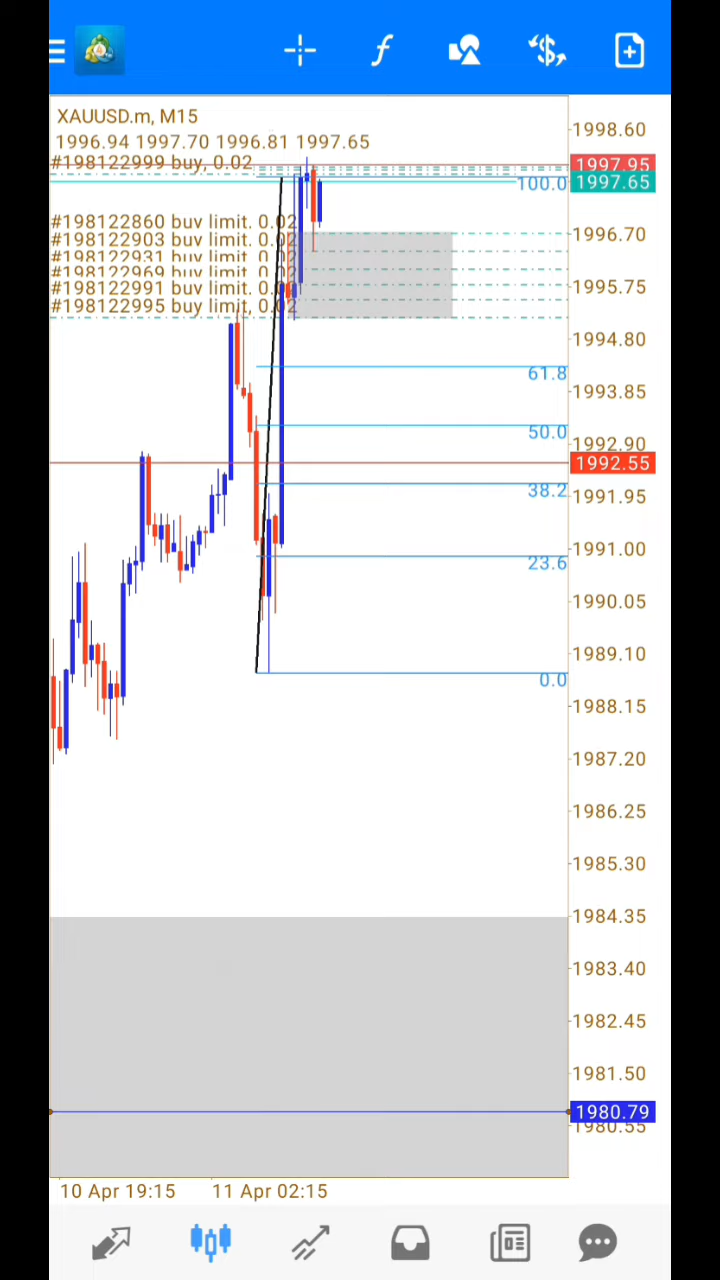 XAUUSD.m, M15
1996.94 1997.70 1996.81 1997.65
#198122999 buy, 0.02
#198122860 buy limit, 0.02
#198122903 buy limit, 0.02
#198122931 buy limit, 0.02
#198122969 buy limit, 0.02
#198122991 buy limit, 0.02
#198122995 buy limit, 0.02
1998.60
1997.95
100.0
1997.65
1996.70
1995.75
1994.80
61.8
1993.85
50.0
1992.90
1992.55
38.2
1991.95
1991.00
23.6
1990.05
1989.10
0.0
1988.15
1987.20
1986.25
1985.30
1984.35
1983.40
1982.45
1981.50
1980.79
1980.55
10 Apr 19:15
11 Apr 02:15